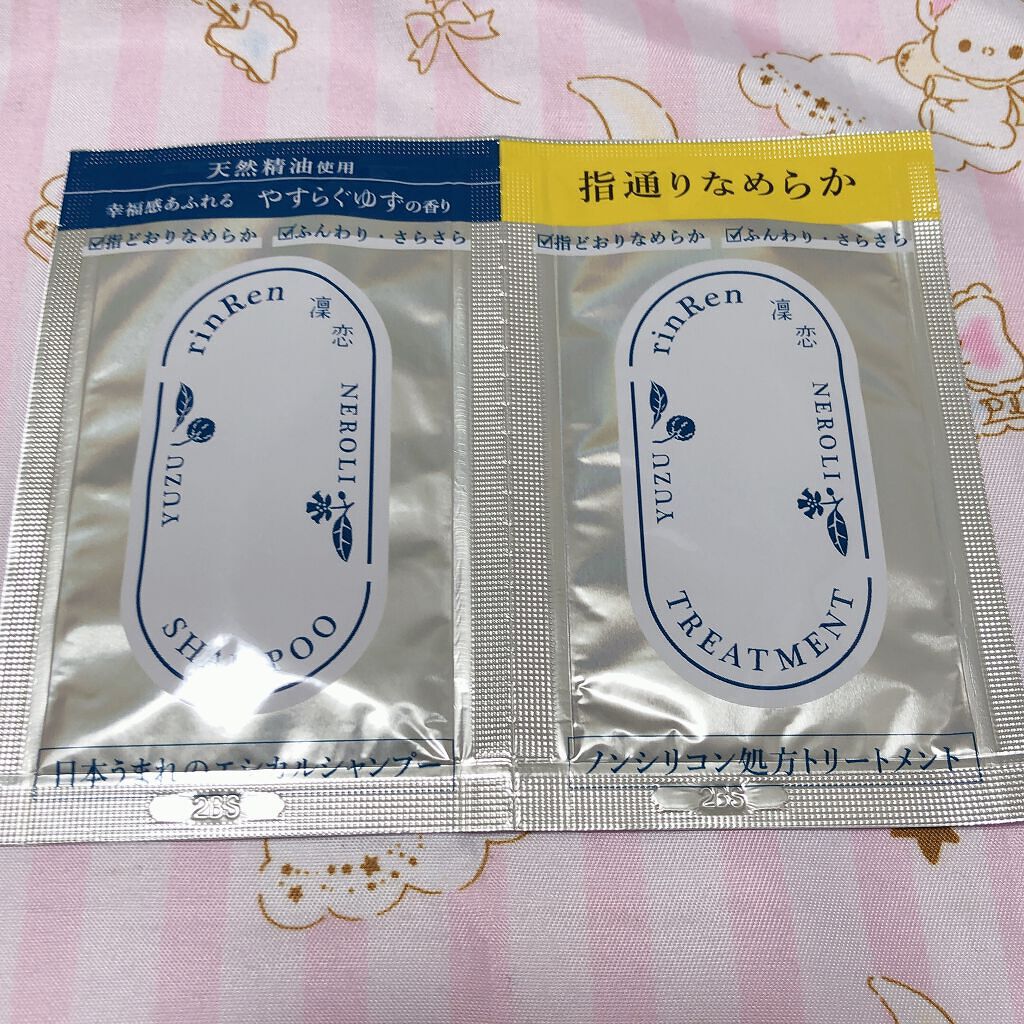 天然精油使用
幸福感あふれる やすらぐゆずの香り
☑指どおりなめらか ☑ふんわり・さらさら
rinRen
凜恋
YUZU
NEROLI
SHAMPOO
日本うまれのエシカルシャンプー
2BS
指通りなめらか
☑指どおりなめらか ☑ふんわり・さらさら
rinRen
凜恋
YUZU
NEROLI
TREATMENT
ノンシリコン処方トリートメント
2BS